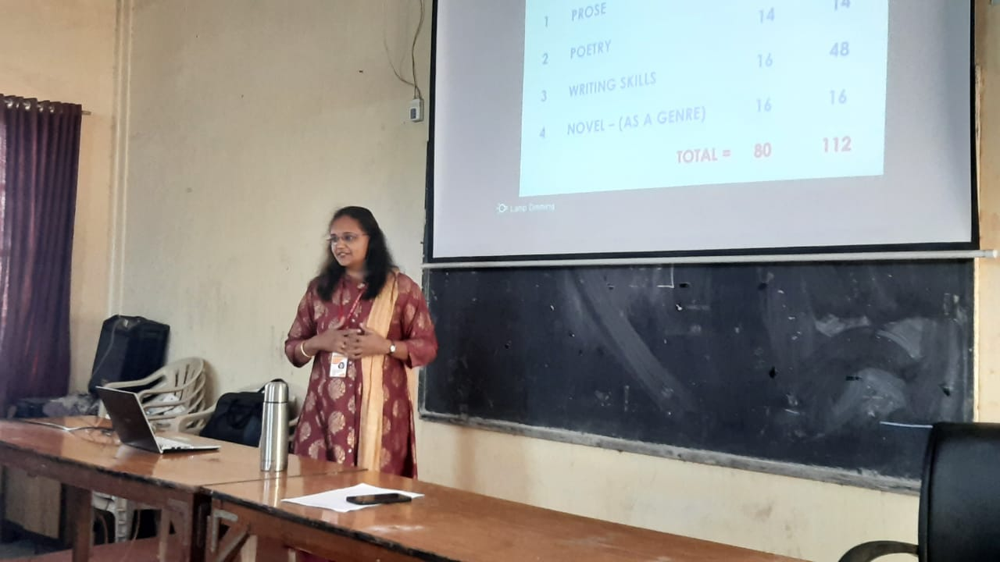 1 PROSE 14 14
2 POETRY 16 48
3 WRITING SKILLS 16 16
4 NOVEL – (AS A GENRE)
TOTAL = 80 112
Lamp Dimming